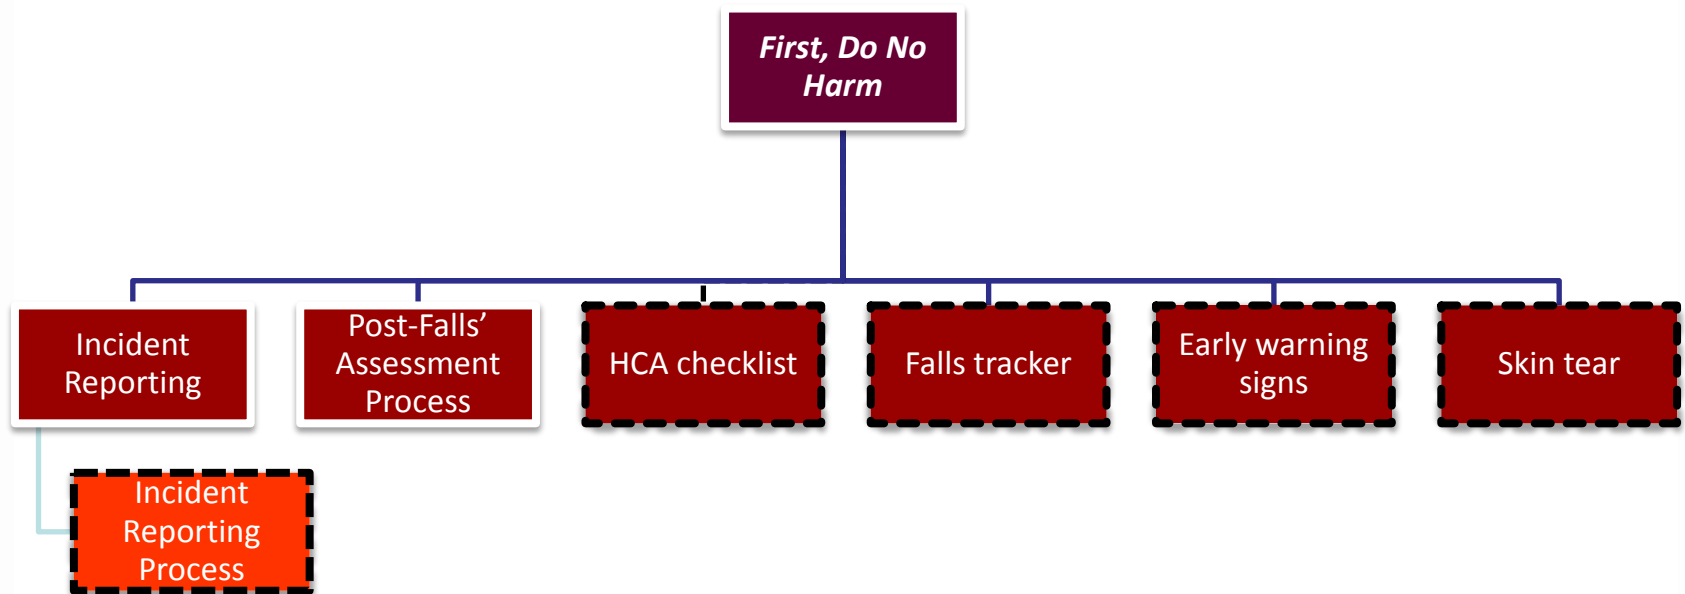 First, Do No
Harm
Incident
Reporting
Post-Falls’
Assessment
Process
HCA checklist
Falls tracker
Early warning
signs
Skin tear
Incident
Reporting
Process